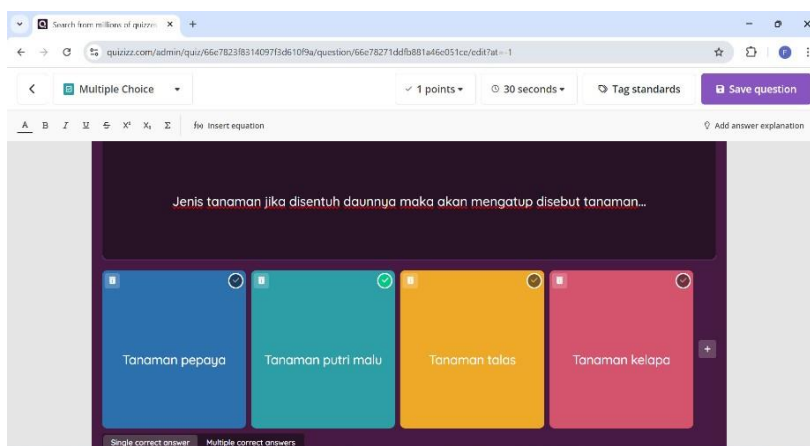 Search from millions of quizzes
quizizz.com/admin/quiz/66e7823f8314097f3d610f9a/question/66e78271ddfb881a46e051ce/edit?at=-1
Multiple Choice
1 points
30 seconds
Tag standards
Save question
A B I U S X² X₂ Σ f(x) Insert equation
Add answer explanation
Jenis tanaman jika disentuh daunnya maka akan mengatup disebut tanaman...
Tanaman pepaya
Tanaman putri malu
Tanaman talas
Tanaman kelapa
Single correct answer
Multiple correct answers